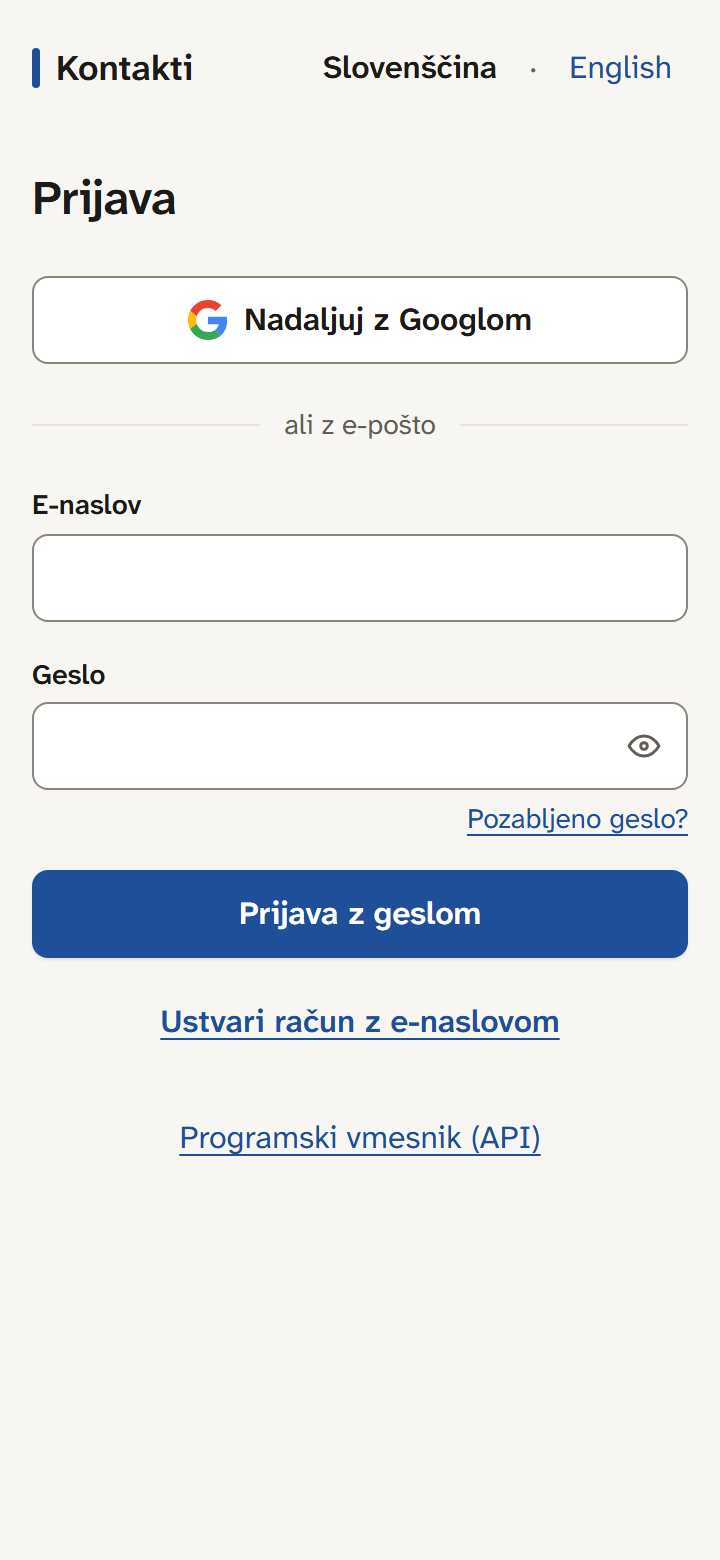 Kontakti
Slovenščina · English
Prijava
Nadaljuj z Googlom
ali z e-pošto
E-naslov
Geslo
Pozabljeno geslo?
Prijava z geslom
Ustvari račun z e-naslovom
Programski vmesnik (API)